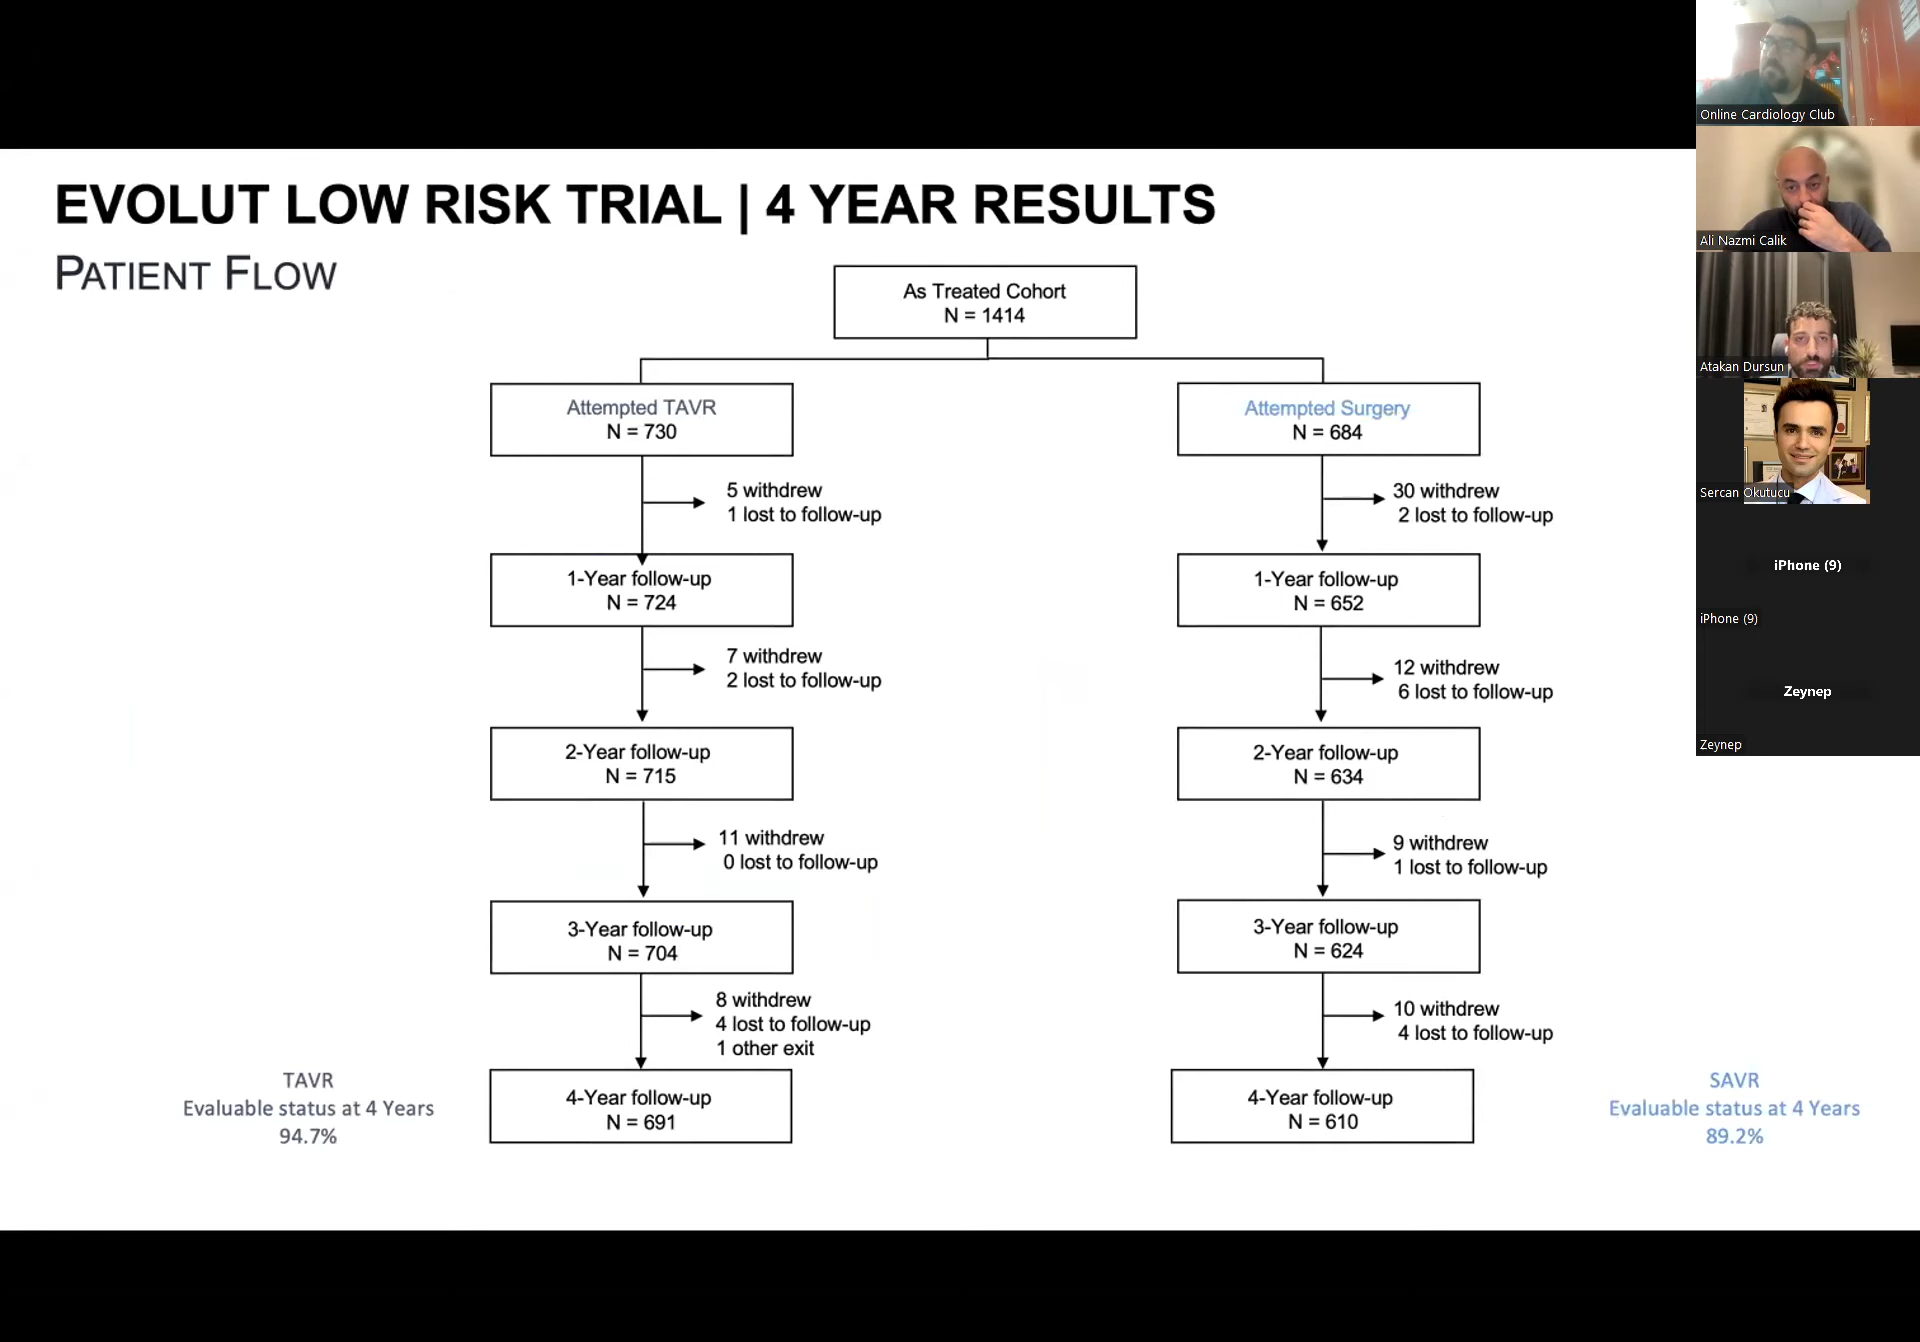 EVOLUT LOW RISK TRIAL | 4 YEAR RESULTS
PATIENT FLOW
As Treated Cohort
N = 1414
Attempted TAVR
N = 730
Attempted Surgery
N = 684
5 withdrew
1 lost to follow-up
30 withdrew
2 lost to follow-up
1-Year follow-up
N = 724
1-Year follow-up
N = 652
7 withdrew
2 lost to follow-up
12 withdrew
6 lost to follow-up
2-Year follow-up
N = 715
2-Year follow-up
N = 634
11 withdrew
0 lost to follow-up
9 withdrew
1 lost to follow-up
3-Year follow-up
N = 704
3-Year follow-up
N = 624
8 withdrew
4 lost to follow-up
1 other exit
10 withdrew
4 lost to follow-up
TAVR
Evaluable status at 4 Years
94.7%
4-Year follow-up
N = 691
4-Year follow-up
N = 610
SAVR
Evaluable status at 4 Years
89.2%
Online Cardiology Club
Ali Nazmi Calik
Atakan Dursun
Sercan Okutucu
iPhone (9)
iPhone (9)
Zeynep
Zeynep